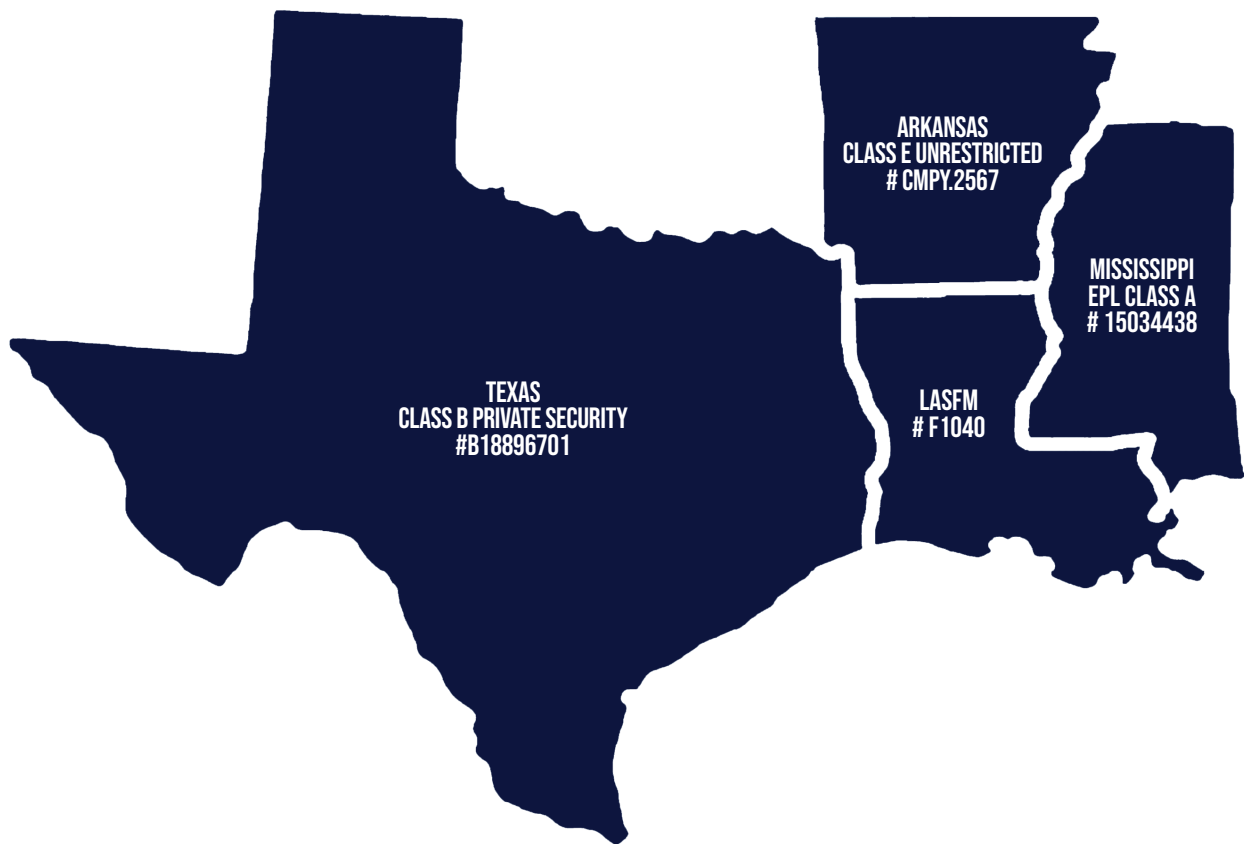 ARKANSAS
CLASS E UNRESTRICTED
# CMPY.2567
MISSISSIPPI
EPL CLASS A
# 15034438
TEXAS
CLASS B PRIVATE SECURITY
#B18896701
LASFM
# F1040